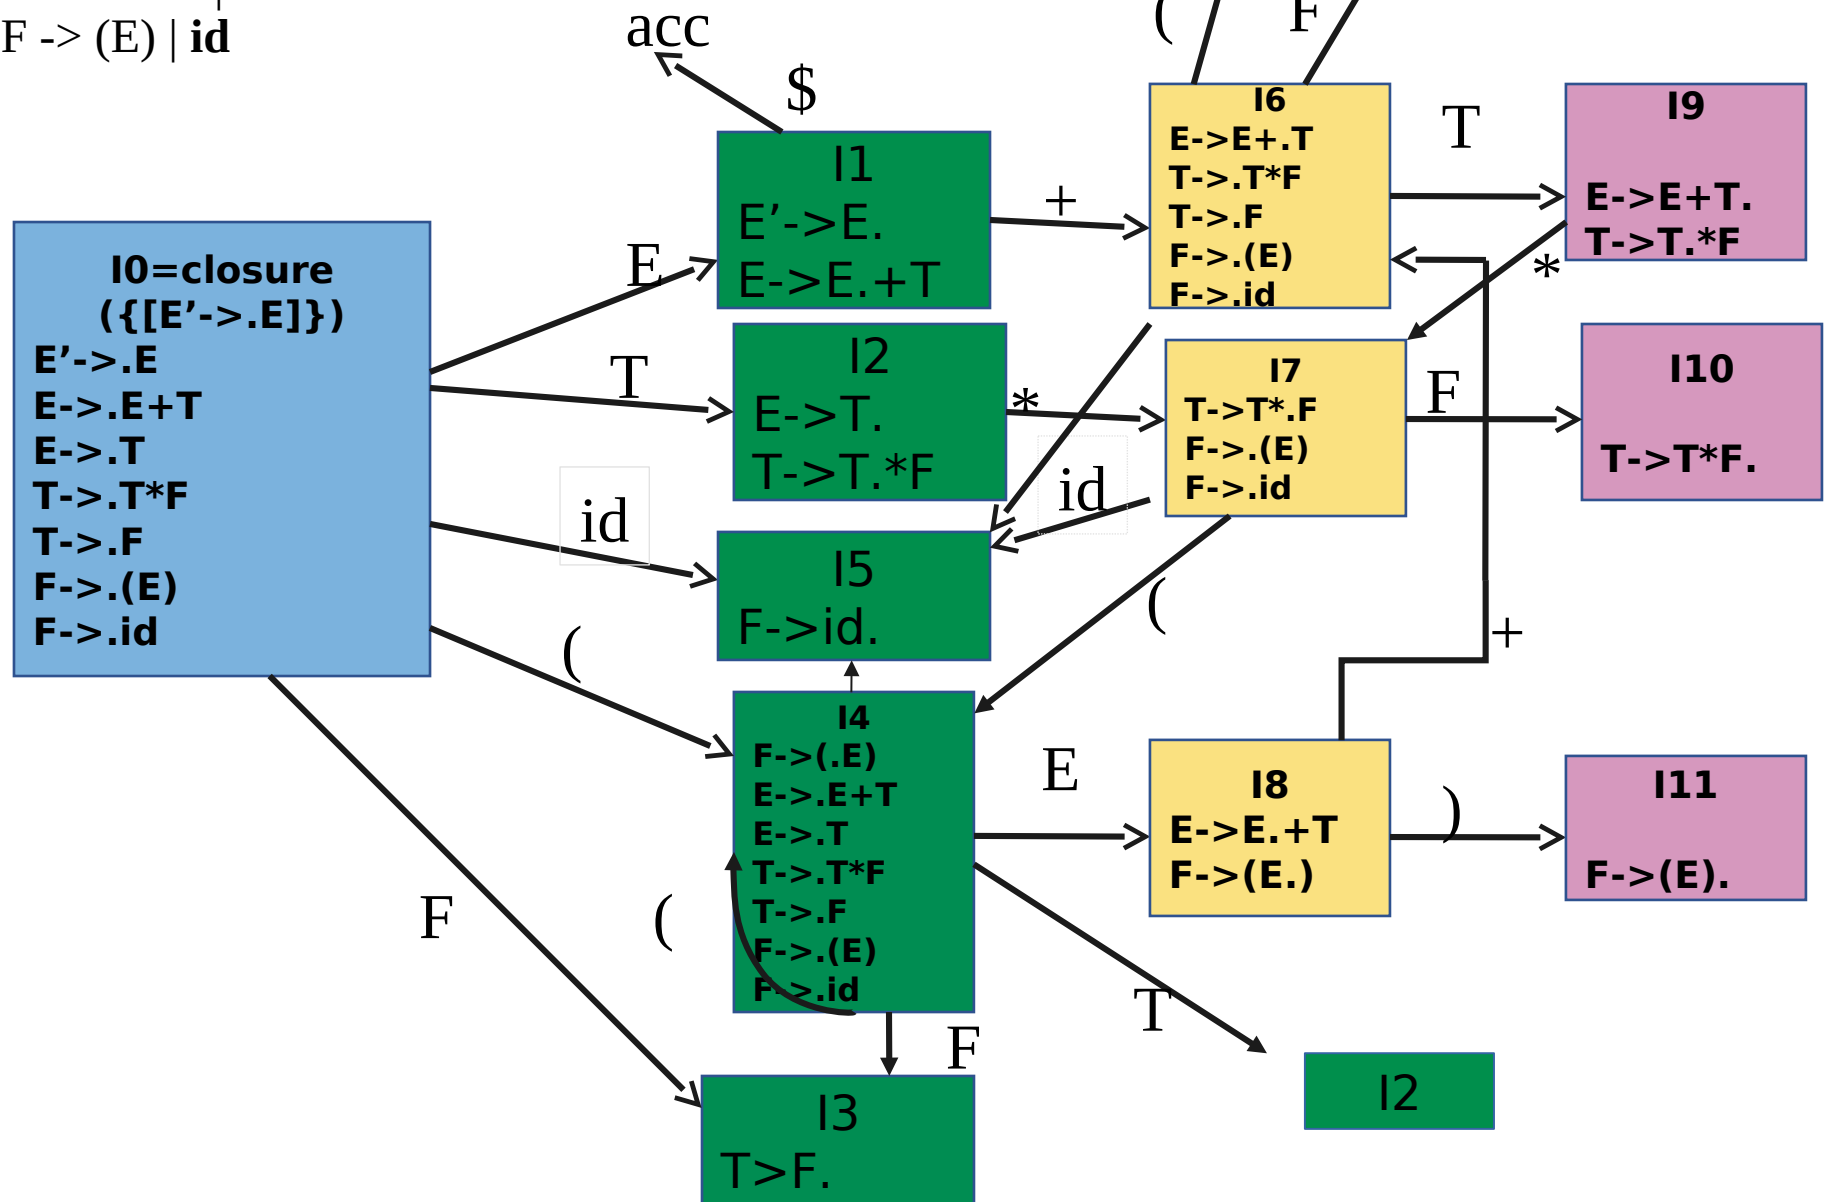 F -> (E) | id
acc
$
(
F
I0=closure
({[E’->.E]})
E’->.E
E->.E+T
E->.T
T->.T*F
T->.F
F->.(E)
F->.id
E
T
id
(
F
I1
E’->E.
E->E.+T
+
I2
E->T.
T->T.*F
*
I5
F->id.
id
I4
F->(.E)
E->.E+T
E->.T
T->.T*F
T->.F
F->.(E)
F->.id
(
F
I3
T>F.
I6
E->E+.T
T->.T*F
T->.F
F->.(E)
F->.id
T
I7
T->T*.F
F->.(E)
F->.id
F
(
E
I8
E->E.+T
F->(E.)
+
)
T
I2
I9
E->E+T.
T->T.*F
*
I10
T->T*F.
I11
F->(E).